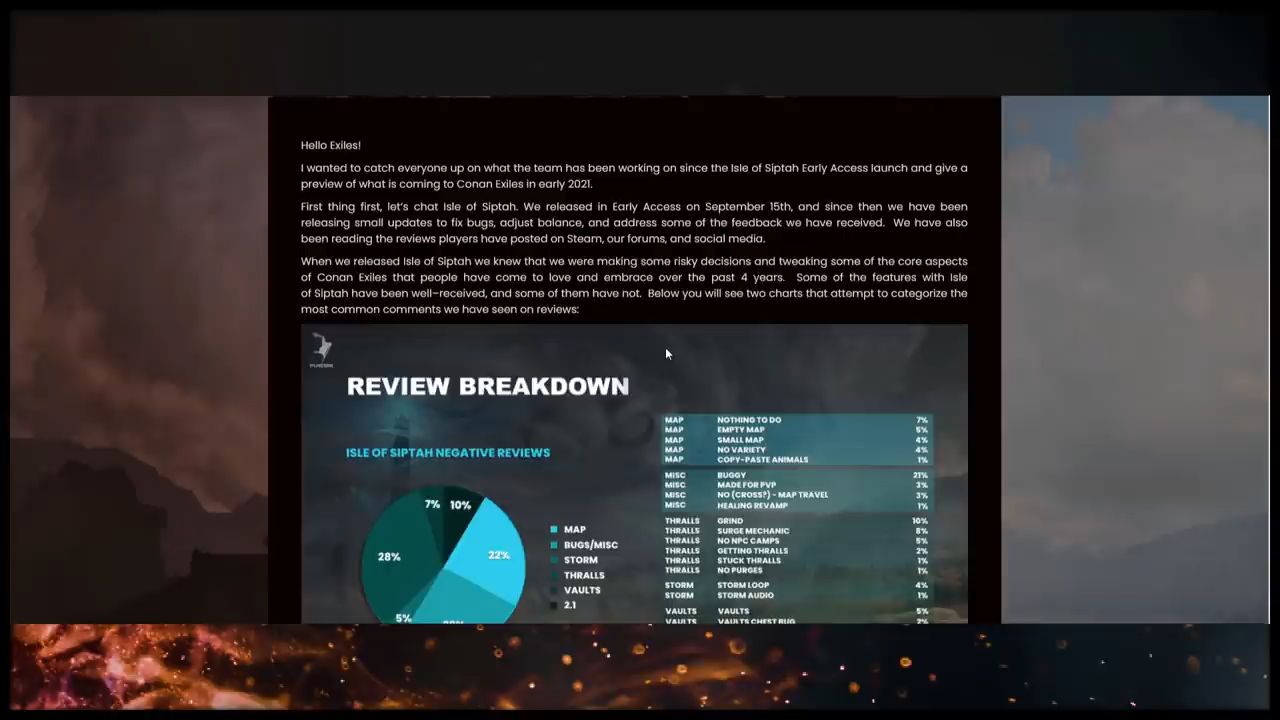 Hello Exiles!
I wanted to catch everyone up on what the team has been working on since the Isle of Siptah Early Access launch and give a
preview of what is coming to Conan Exiles in early 2021.
First thing first, let's chat Isle of Siptah. We released in Early Access on September 15th, and since then we have been
releasing small updates to fix bugs, adjust balance, and address some of the feedback we have received. We have also
been reading the reviews players have posted on Steam, our forums, and social media.
When we released Isle of Siptah we knew that we were making some risky decisions and tweaking some of the core aspects
of Conan Exiles that people have come to love and embrace over the past 4 years. Some of the features with Isle
of Siptah have been well-received, and some of them have not. Below you will see two charts that attempt to categorize the
most common comments we have seen on reviews:
FUNCOM
REVIEW BREAKDOWN
ISLE OF SIPTAH NEGATIVE REVIEWS
7% 10%
28% 22%
5%
MAP
BUGS/MISC
STORM
THRALLS
VAULTS
2.1
MAP NOTHING TO DO 7%
MAP EMPTY MAP 5%
MAP SMALL MAP 4%
MAP NO VARIETY 4%
MAP COPY-PASTE ANIMALS 1%
MISC BUGGY 21%
MISC MADE FOR PVP 3%
MISC NO (CROSS?) - MAP TRAVEL 3%
MISC HEALING REVAMP 1%
THRALLS GRIND 10%
THRALLS SURGE MECHANIC 8%
THRALLS NO NPC CAMPS 5%
THRALLS GETTING THRALLS 2%
THRALLS STUCK THRALLS 1%
THRALLS NO PURGES 1%
STORM STORM LOOP 4%
STORM STORM AUDIO 1%
VAULTS VAULTS 5%
VAULTS VAULTS CHEST BUG 2%